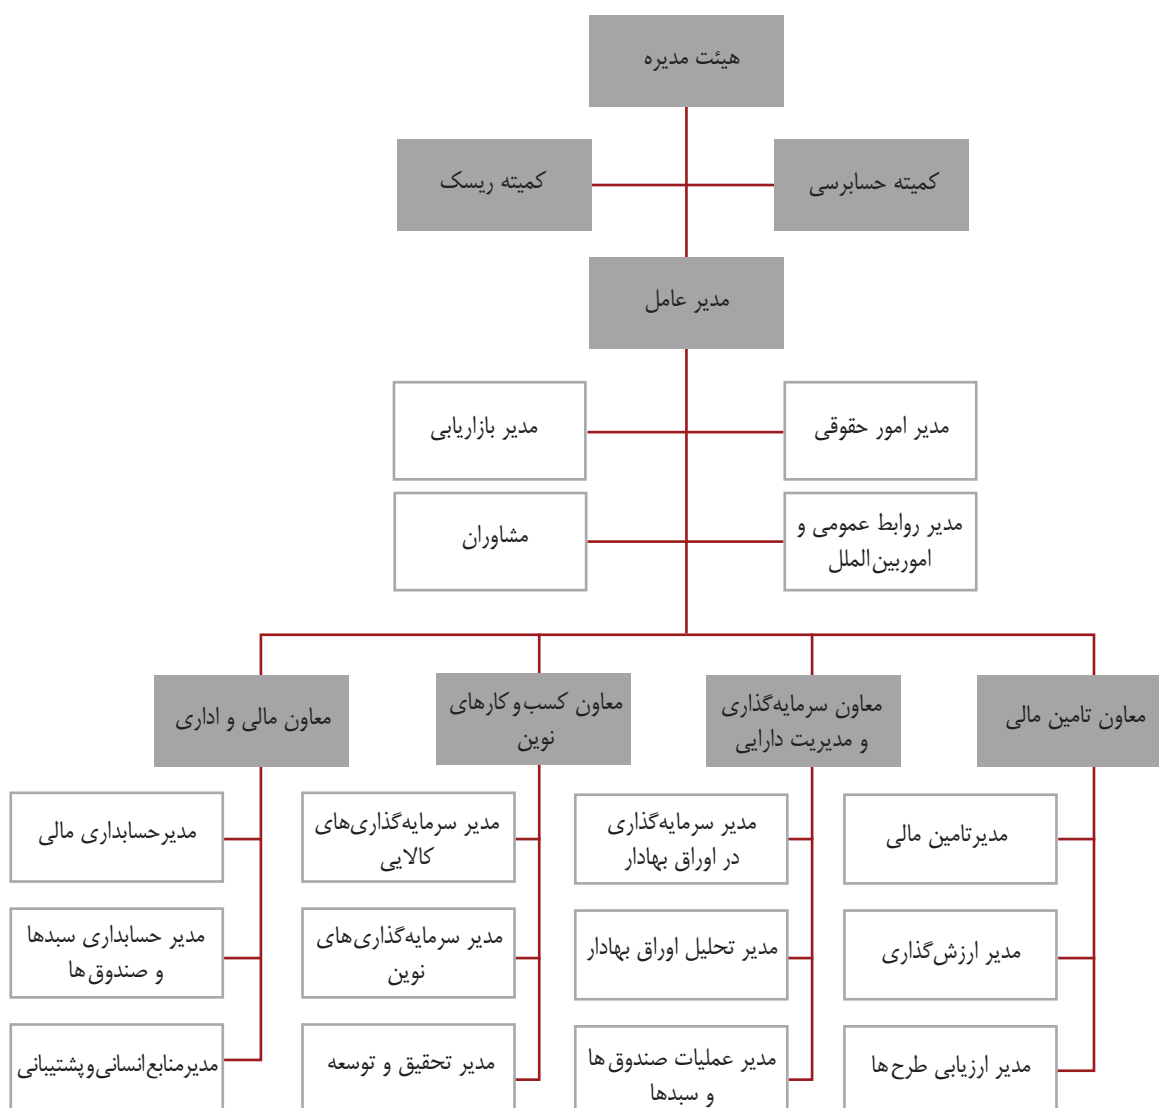 هیئت مدیره
کمیته حسابرسی
کمیته ریسک
مدیر عامل
مدیر امور حقوقی
مدیر بازاریابی
مدیر روابط عمومی و
اموربین‌الملل
مشاوران
معاون تامین مالی
معاون سرمایه‌گذاری
و مدیریت دارایی
معاون کسب‌و‌کارهای
نوین
معاون مالی و اداری
مدیرتامین مالی
مدیر ارزش‌گذاری
مدیر ارزیابی طرح‌ها
مدیر سرمایه‌گذاری
در اوراق بهادار
مدیر تحلیل اوراق بهادار
مدیر عملیات صندوق‌ها
و سبدها
مدیر سرمایه‌گذاری‌های
کالایی
مدیر سرمایه‌گذاری‌های
نوین
مدیر تحقیق و توسعه
مدیرحسابداری مالی
مدیر حسابداری سبدها
و صندوق‌ها
مدیرمنابع‌انسانی‌و‌پشتیبانی